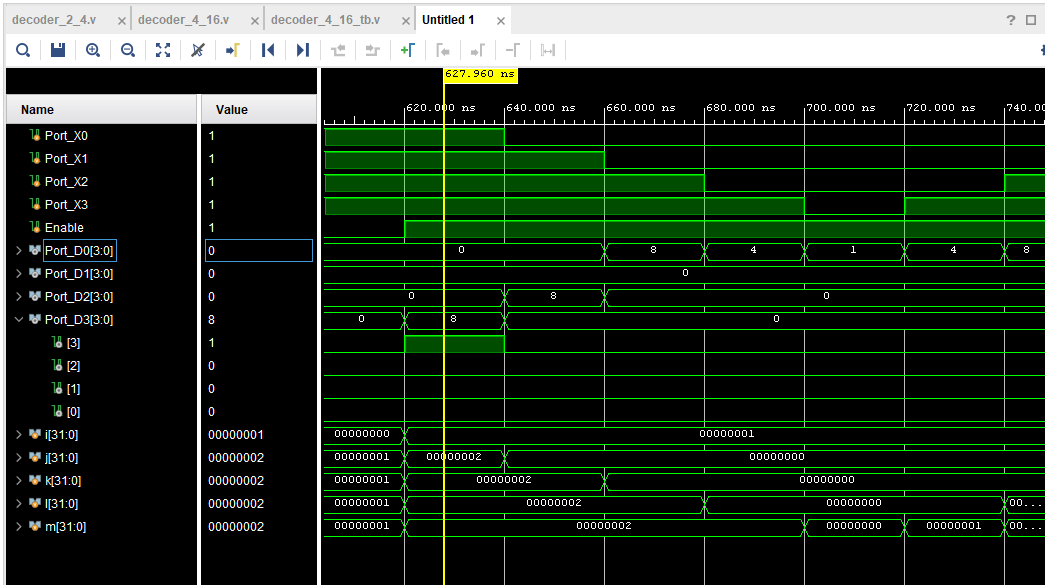 decoder_2_4.v × decoder_4_16.v × decoder_4_16_tb.v × Untitled 1 ×
?
627.960 ns
620.000 ns 640.000 ns 660.000 ns 680.000 ns 700.000 ns 720.000 ns 740.0
Name Value
Port_X0 1
Port_X1 1
Port_X2 1
Port_X3 1
Enable 1
Port_D0[3:0] 0 0 8 4 1 4 8
Port_D1[3:0] 0 0
Port_D2[3:0] 0 0 8 0
Port_D3[3:0] 8 0 8 0
[3] 1
[2] 0
[1] 0
[0] 0
i[31:0] 00000001 00000000 00000001
j[31:0] 00000002 00000001 00000002 00000000
k[31:0] 00000002 00000001 00000002 00000000
l[31:0] 00000002 00000001 00000002 00000000 00...
m[31:0] 00000002 00000001 00000002 00000000 00000001 00...